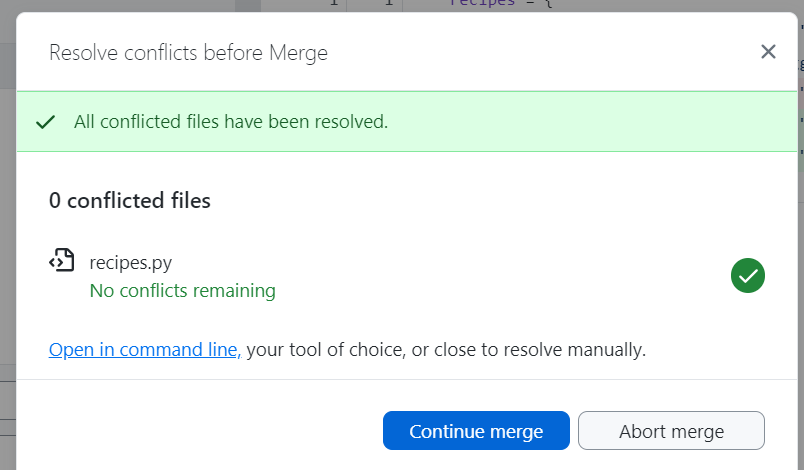 1 1 recipes = {
Resolve conflicts before Merge
All conflicted files have been resolved.
0 conflicted files
recipes.py
No conflicts remaining
Open in command line, your tool of choice, or close to resolve manually.
Continue merge
Abort merge